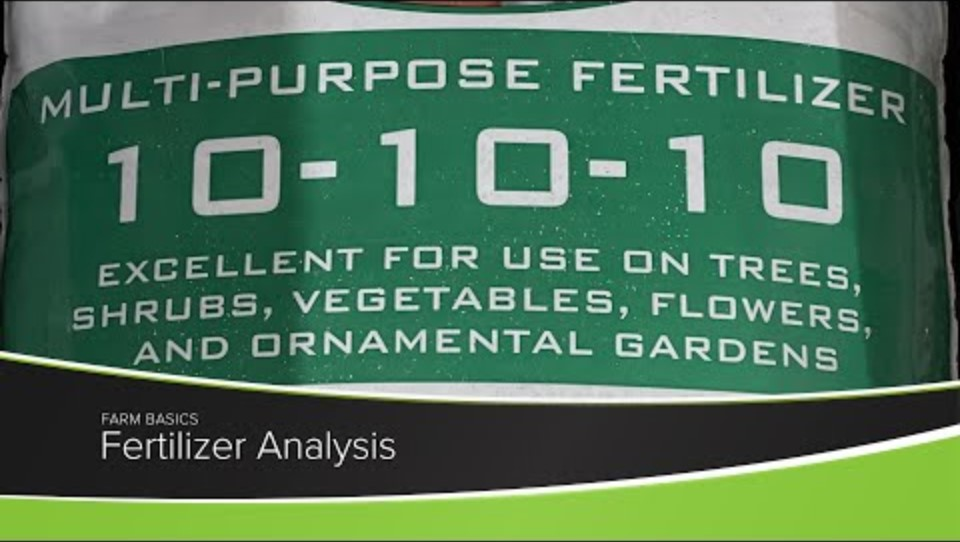 MULTI-PURPOSE FERTILIZER
10-10-10
EXCELLENT FOR USE ON TREES,
SHRUBS, VEGETABLES, FLOWERS,
AND ORNAMENTAL GARDENS
FARM BASICS
Fertilizer Analysis